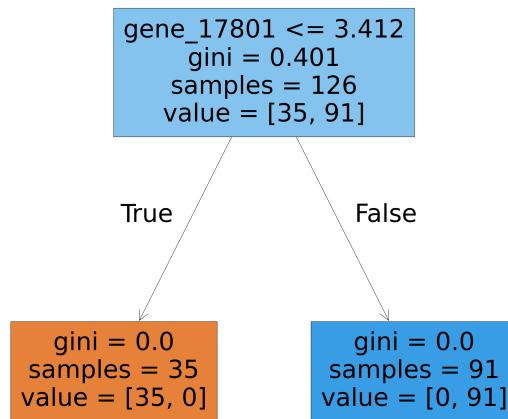 gene_17801 <= 3.412
gini = 0.401
samples = 126
value = [35, 91]
True
False
gini = 0.0
samples = 35
value = [35, 0]
gini = 0.0
samples = 91
value = [0, 91]